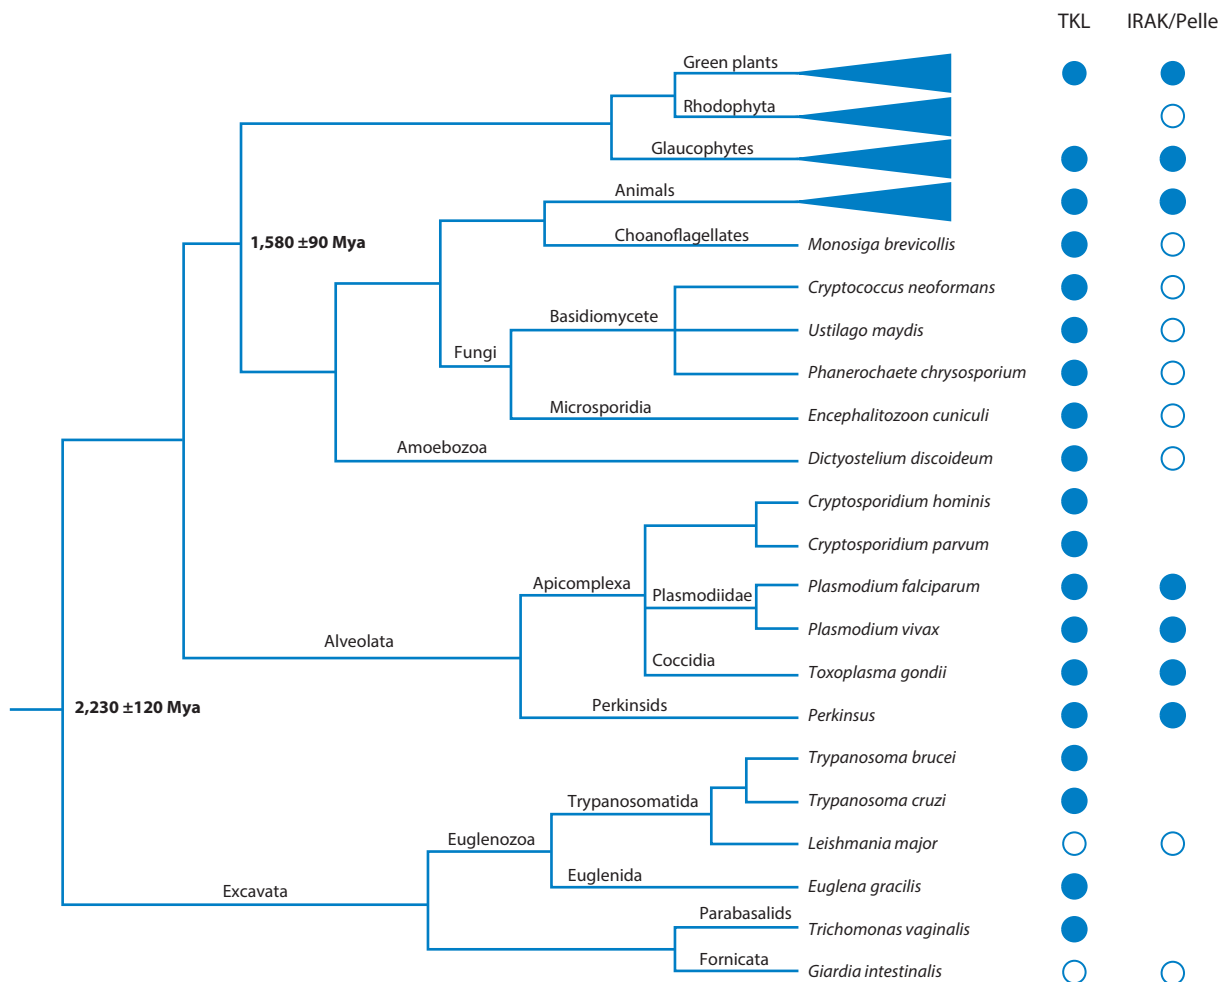 TKL IRAK/Pelle
Green plants
Rhodophyta
Glaucophytes
Animals
Choanoflagellates Monosiga brevicollis
1,580 ±90 Mya
Cryptococcus neoformans
Basidiomycete
Ustilago maydis
Fungi
Phanerochaete chrysosporium
Microsporidia Encephalitozoon cuniculi
Amoebozoa Dictyostelium discoideum
Cryptosporidium hominis
Cryptosporidium parvum
Apicomplexa Plasmodiidae Plasmodium falciparum
Plasmodium vivax
Alveolata
Coccidia Toxoplasma gondii
2,230 ±120 Mya Perkinsids Perkinsus
Trypanosoma brucei
Trypanosomatida Trypanosoma cruzi
Euglenozoa Leishmania major
Euglenida Euglena gracilis
Excavata
Parabasalids Trichomonas vaginalis
Fornicata Giardia intestinalis